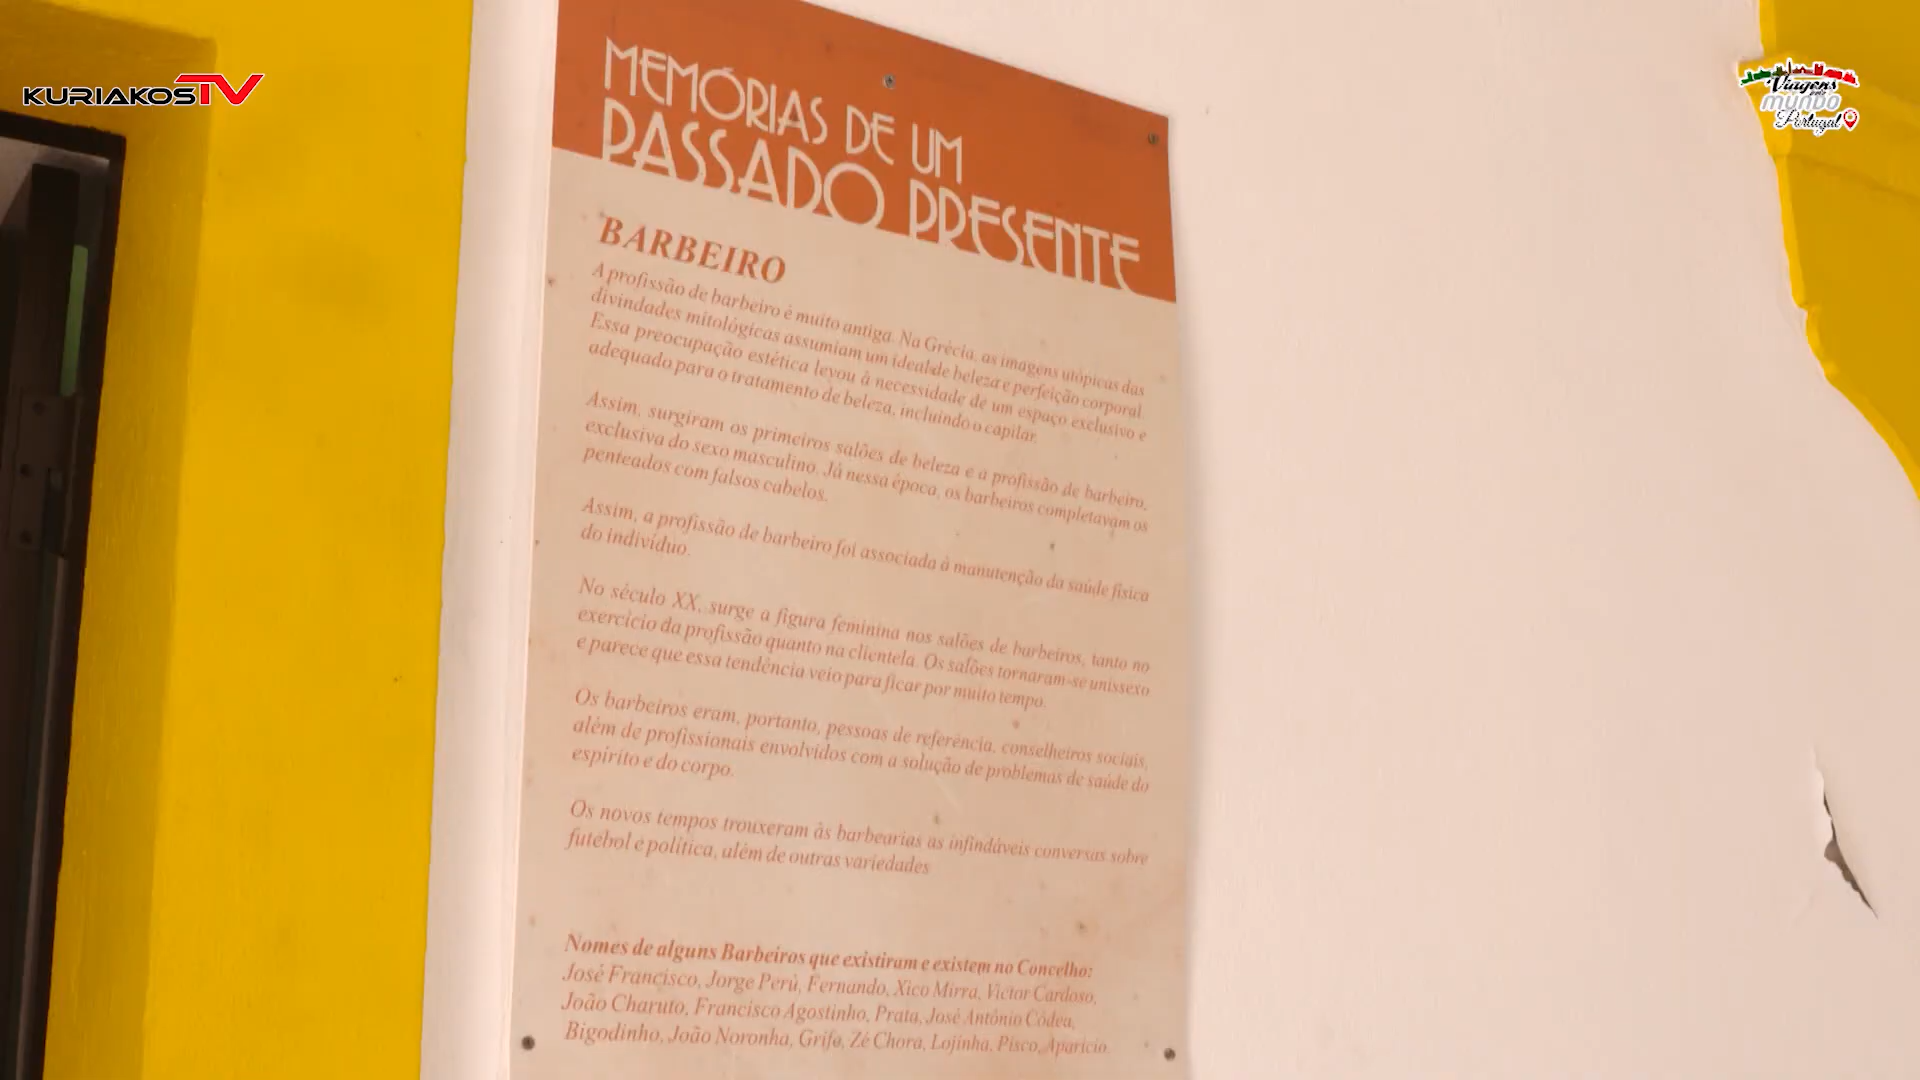 KURIAKOSTV
Viagens
pelo
mundo
Portugal
MEMÓRIAS DE UM
PASSADO PRESENTE
BARBEIRO
A profissão de barbeiro é muito antiga. Na Grécia, as imagens utópicas das
divindades mitológicas assumiam um ideal de beleza e perfeição corporal.
Essa preocupação estética levou à necessidade de um espaço exclusivo e
adequado para o tratamento de beleza, incluindo o capilar.
Assim, surgiram os primeiros salões de beleza e a profissão de barbeiro,
exclusiva do sexo masculino. Já nessa época, os barbeiros completavam os
penteados com falsos cabelos.
Assim, a profissão de barbeiro foi associada à manutenção da saúde física
do indivíduo.
No século XX, surge a figura feminina nos salões de barbeiros, tanto no
exercício da profissão quanto na clientela. Os salões tornaram-se unissexo
e parece que essa tendência veio para ficar por muito tempo.
Os barbeiros eram, portanto, pessoas de referência, conselheiros sociais,
além de profissionais envolvidos com a solução de problemas de saúde do
espírito e do corpo.
Os novos tempos trouxeram às barbearias as infindáveis conversas sobre
futebol e política, além de outras variedades
Nomes de alguns Barbeiros que existiram e existem no Concelho:
José Francisco, Jorge Perú, Fernando, Xico Mirra, Victor Cardoso,
João Charuto, Francisco Agostinho, Prata, José António Côdea,
Bigodinho, João Noronha, Grifo, Zé Chora, Lojinha, Pisco, Aparício.